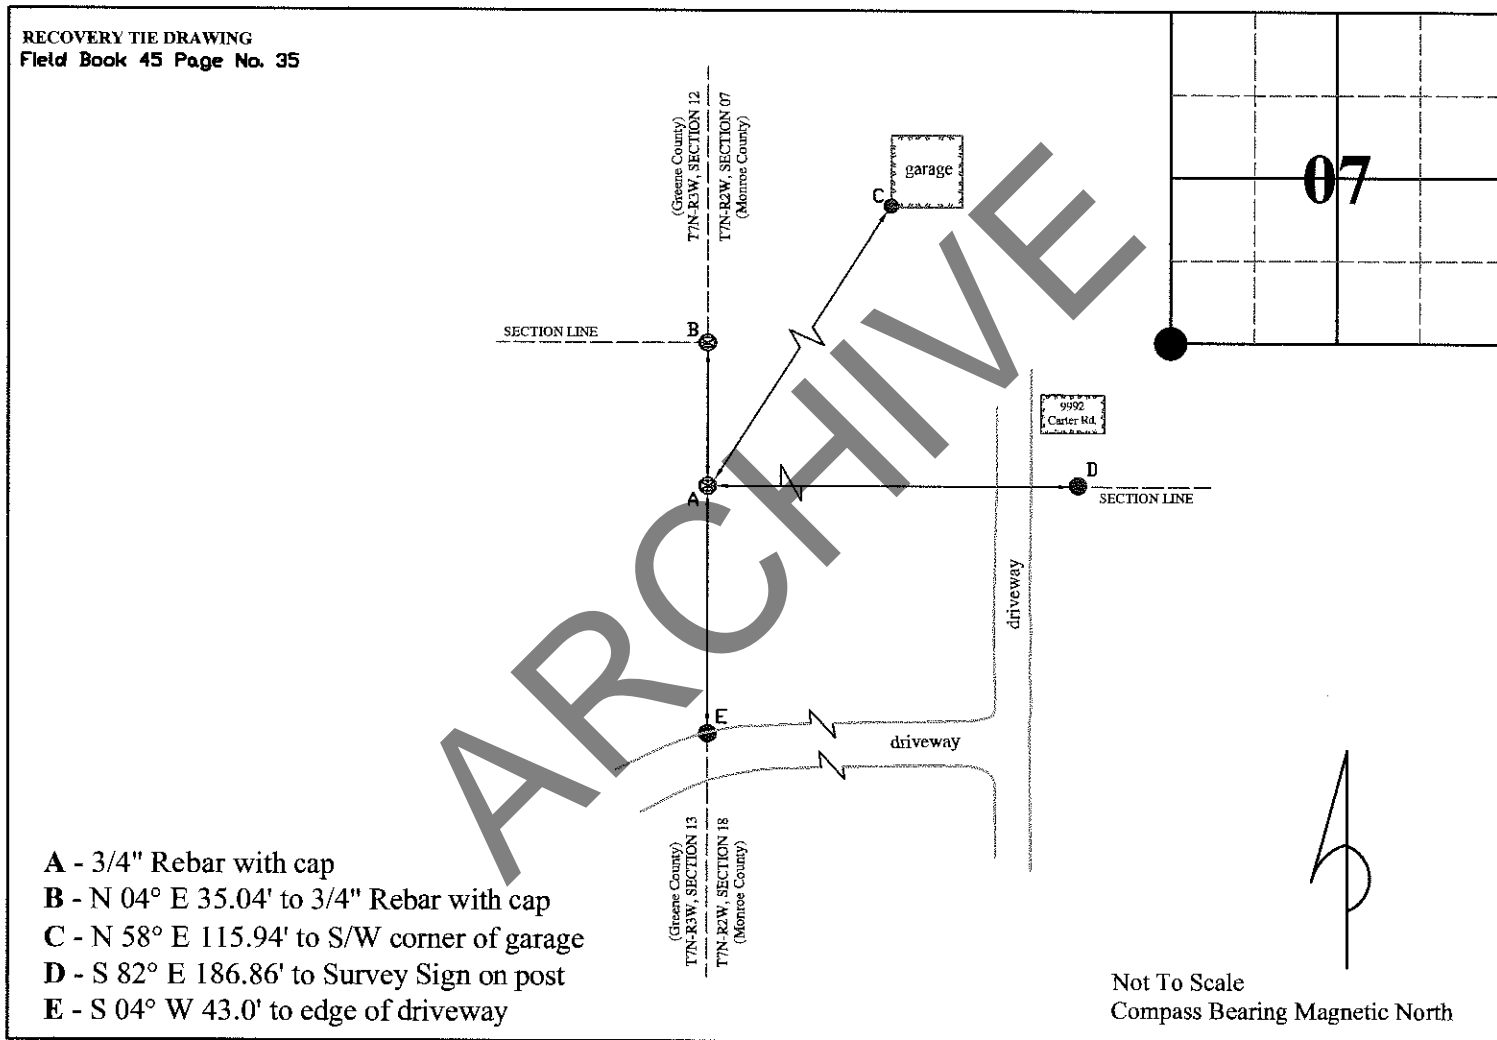 RECOVERY TIE DRAWING
Field Book 45 Page No. 35
(Greene County)
T7N-R3W, SECTION 12
T7N-R2W, SECTION 07
(Monroe County)
garage
C
07
SECTION LINE
B
9992
Carter Rd.
D
A
SECTION LINE
ARCHIVE
driveway
E
driveway
(Greene County)
T7N-R3W, SECTION 13
T7N-R2W, SECTION 18
(Monroe County)
A - 3/4" Rebar with cap
B - N 04° E 35.04' to 3/4" Rebar with cap
C - N 58° E 115.94' to S/W corner of garage
D - S 82° E 186.86' to Survey Sign on post
E - S 04° W 43.0' to edge of driveway
Not To Scale
Compass Bearing Magnetic North